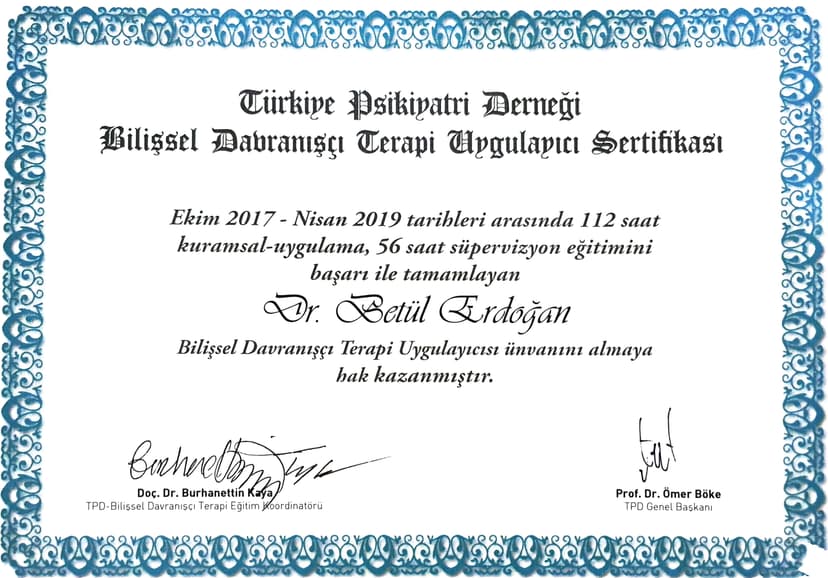 Türkiye Psikiyatri Derneği
Bilişsel Davranışçı Terapi Uygulayıcı Sertifikası
Ekim 2017 - Nisan 2019 tarihleri arasında 112 saat
kuramsal-uygulama, 56 saat süpervizyon eğitimini
başarı ile tamamlayan
Dr. Betül Erdoğan
Bilişsel Davranışçı Terapi Uygulayıcısı ünvanını almaya
hak kazanmıştır.
Doç. Dr. Burhanettin Kaya
TPD-Bilişsel Davranışçı Terapi Eğitim Koordinatörü
Prof. Dr. Ömer Böke
TPD Genel Başkanı